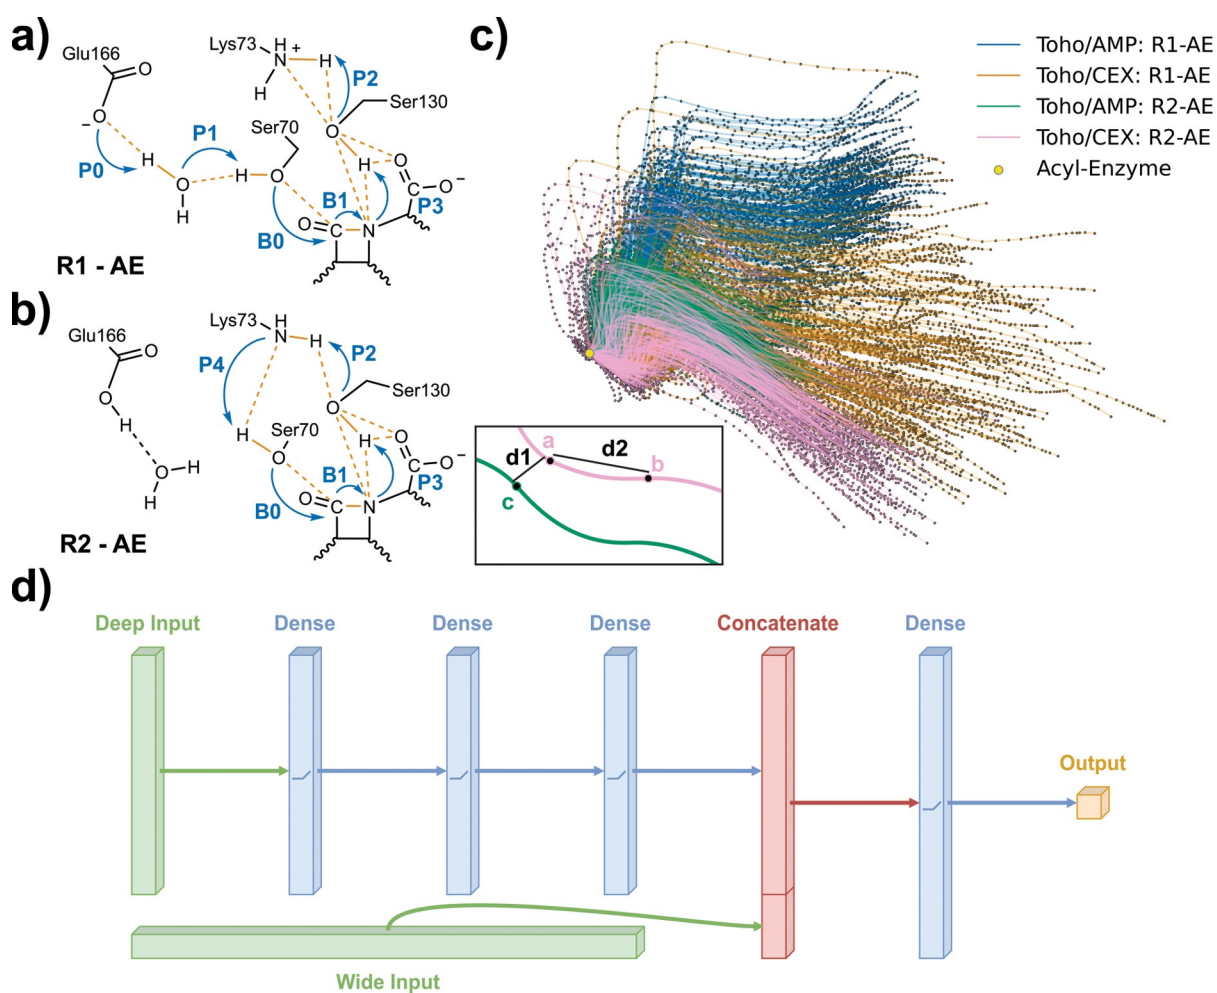 a)
Glu166
O
O
−
P0
H
P1
O
H
H
Ser70
O
Lys73
H
+
N
H
H
P2
Ser130
O
H
O
O
−
B1
P3
O
C
N
B0
R1 - AE
b)
Glu166
O
O
H
O
H
H
Lys73
N
H
P4
P2
Ser130
H
Ser70
O
O
H
O
O
−
B1
P3
O
C
N
B0
R2 - AE
c)
Toho/AMP: R1-AE
Toho/CEX: R1-AE
Toho/AMP: R2-AE
Toho/CEX: R2-AE
Acyl-Enzyme
a
d1
d2
b
c
d)
Deep Input
Dense
Dense
Dense
Concatenate
Dense
Output
Wide Input